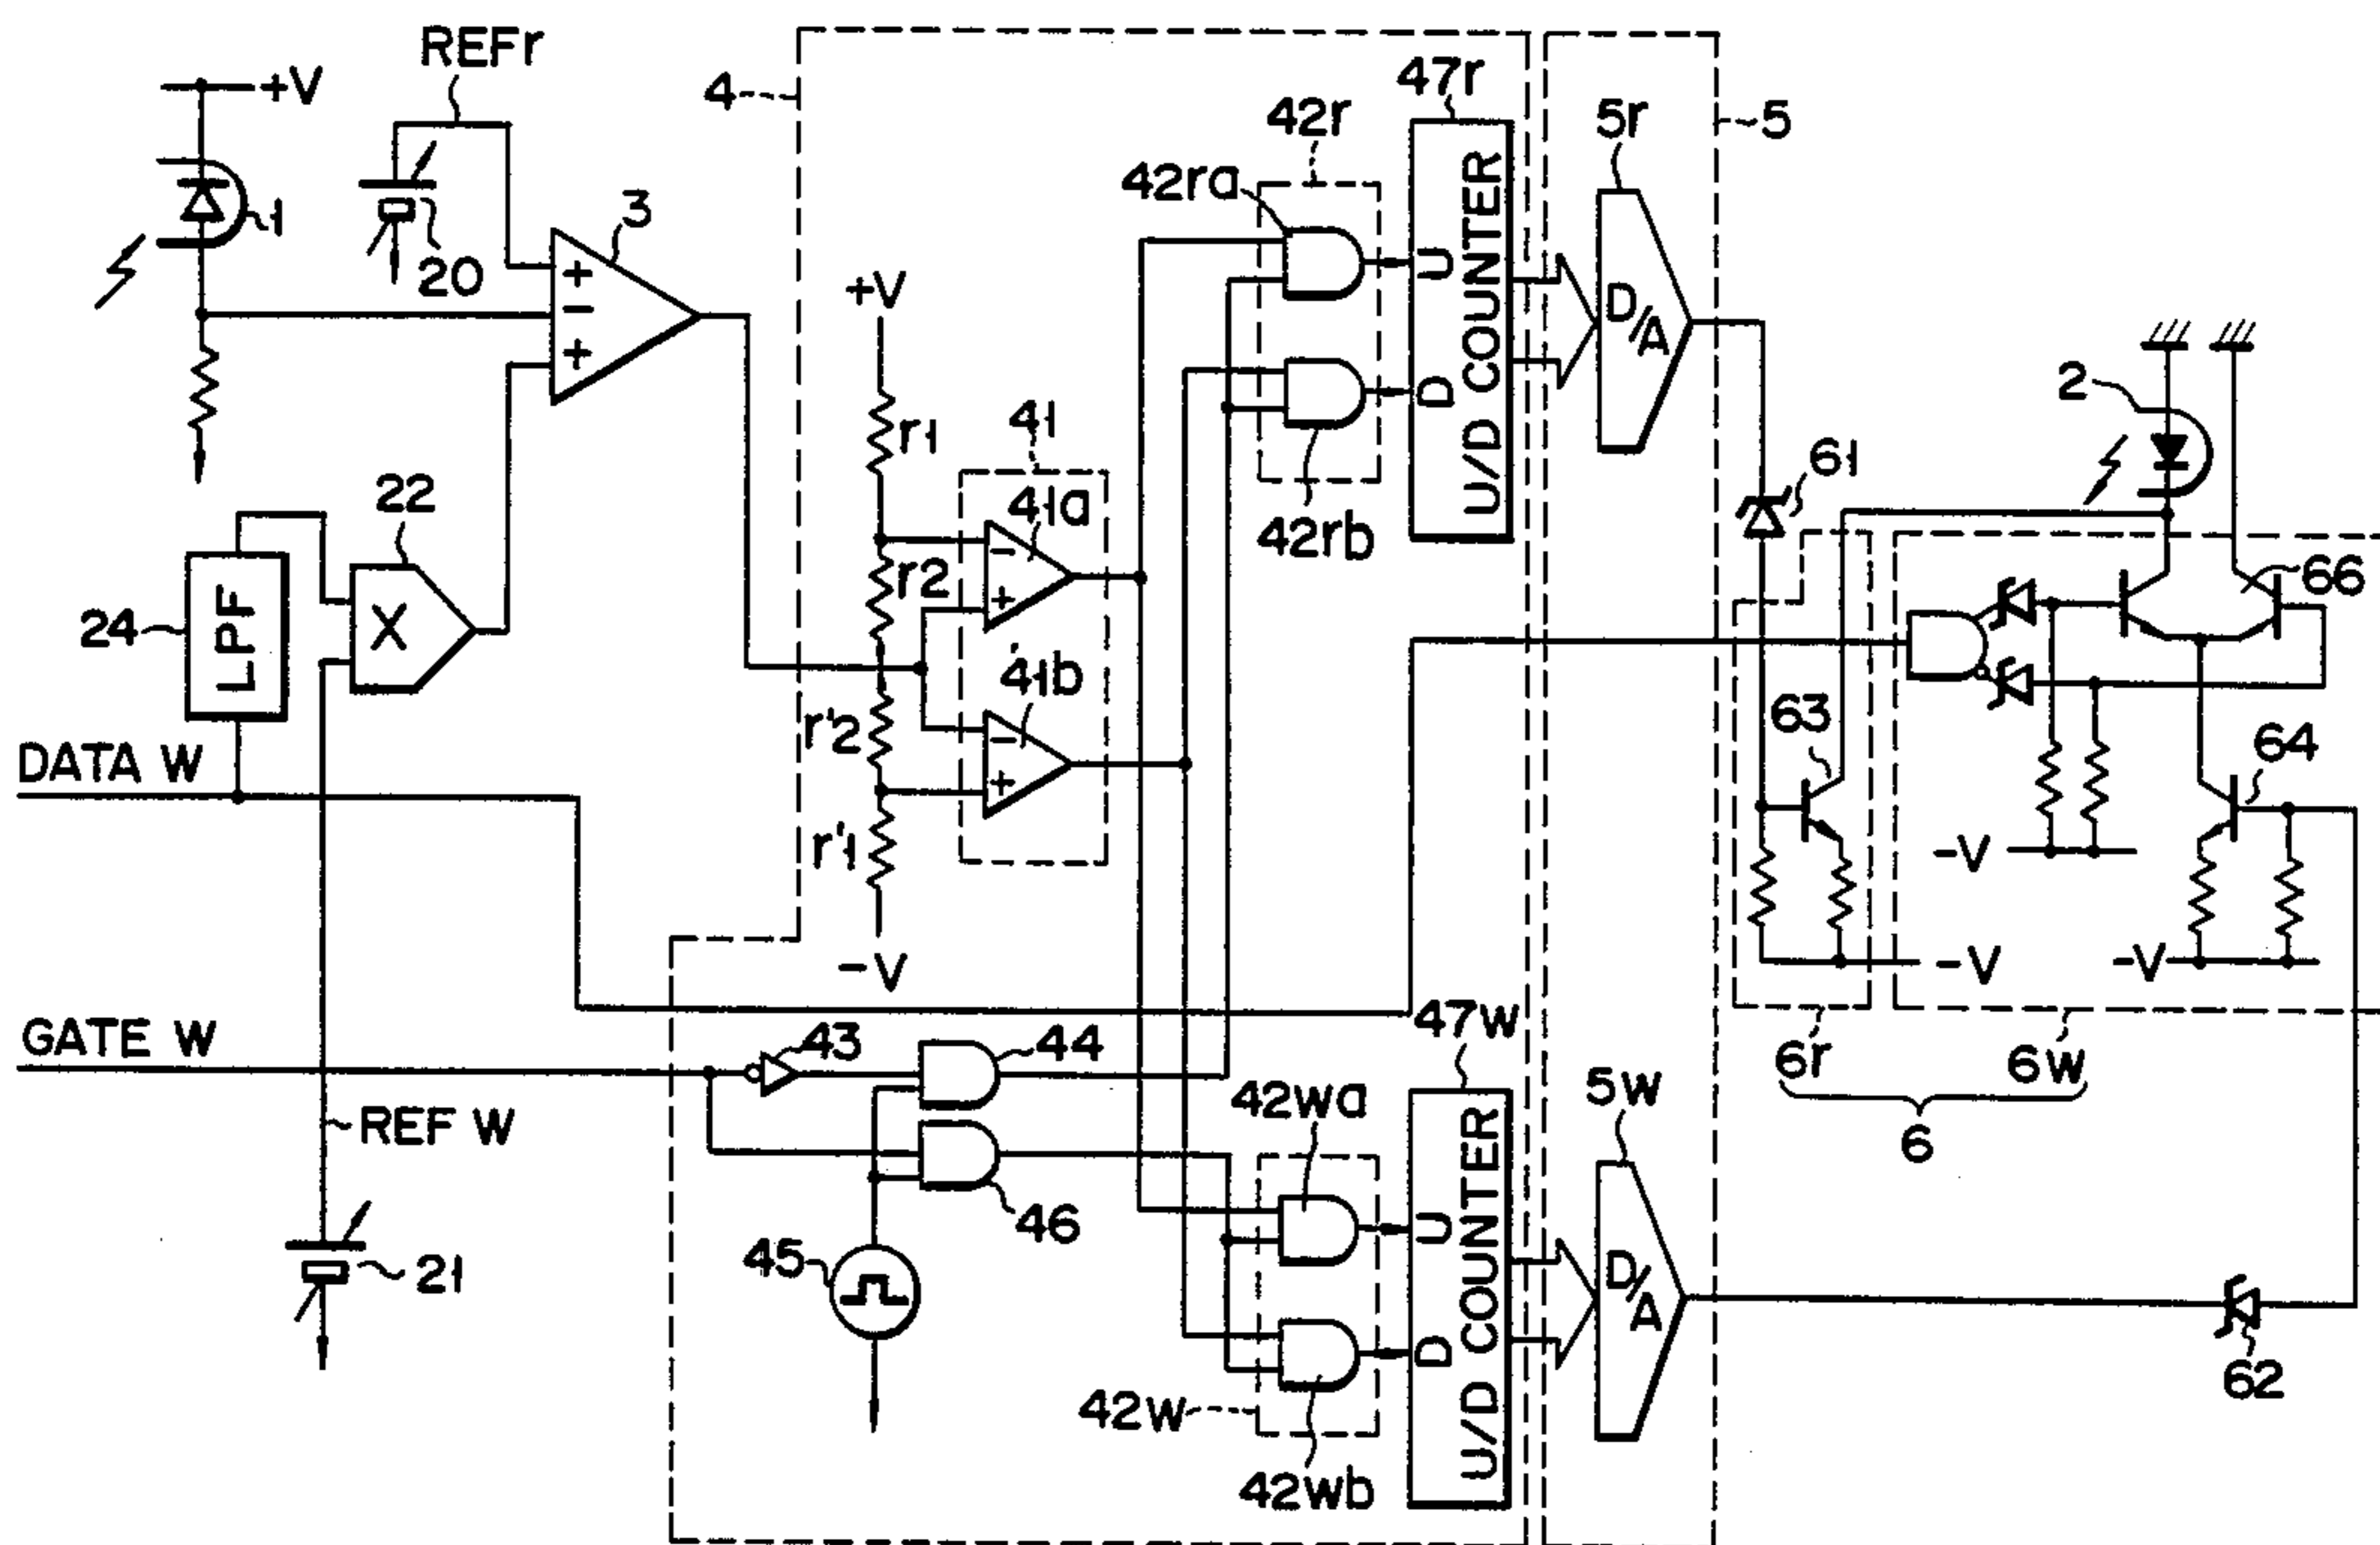 REFr
+V
4
47r
5r
5
42r
42ra
1
20
3
+
−
+
+V
U
D
U/D COUNTER
D/A
42rb
2
61
r1
41
41a
22
r2
−
+
66
24
LPF
X
41b
r'2
−
+
63
64
DATA W
r'1
−V
−V
−V
−V
47W
GATE W
43
44
6r
6W
6
REF W
42wa
5W
46
45
21
U
D
U/D COUNTER
D/A
62
42W
42wb